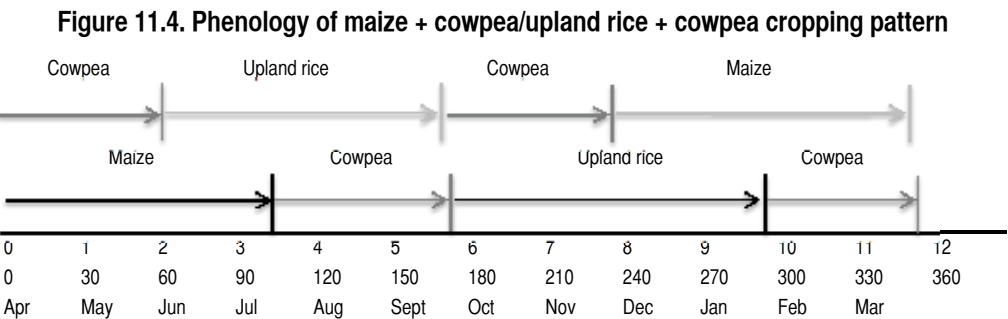 Figure 11.4. Phenology of maize + cowpea/upland rice + cowpea cropping pattern
Cowpea Upland rice Cowpea Maize
Maize Cowpea Upland rice Cowpea
0 1 2 3 4 5 6 7 8 9 10 11 12
0 30 60 90 120 150 180 210 240 270 300 330 360
Apr May Jun Jul Aug Sept Oct Nov Dec Jan Feb Mar